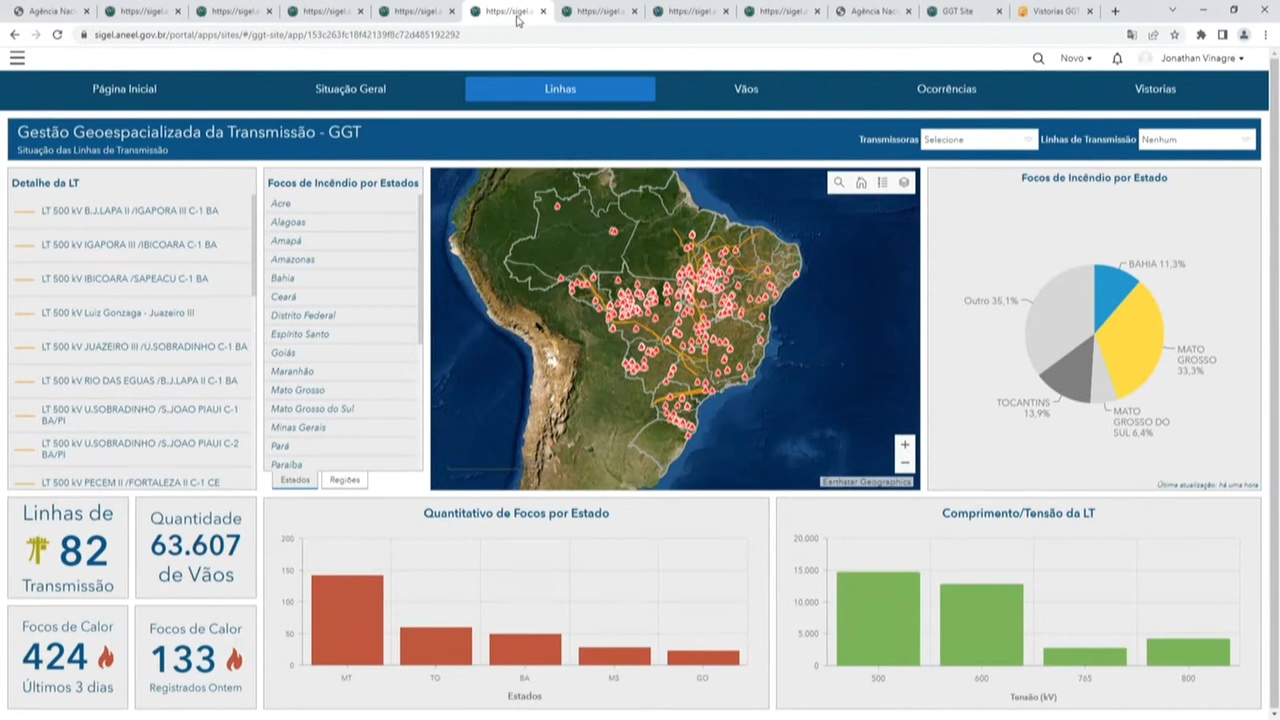 Agência Nac
https://sigel.a
https://sigel.a
https://sigel.a
https://sigel.a
https://sigel.a
https://sigel.a
https://sigel.a
https://sigel.a
Agência Nac
GGT Site
Vistorias GGT
sigel.aneel.gov.br/portal/apps/sites/#/ggt-site/app/153c263fc18f42139f8c72d485192292
Novo
Jonathan Vinagre
Página Inicial
Situação Geral
Linhas
Vãos
Ocorrências
Vistorias
Gestão Geoespacializada da Transmissão - GGT
Situação das Linhas de Transmissão
Transmissoras
Selecione
Linhas de Transmissão
Nenhum
Detalhe da LT
LT 500 kV B.J.LAPA II /IGAPORA III C-1 BA
LT 500 kV IGAPORA III /IBICOARA C-1 BA
LT 500 kV IBICOARA /SAPEACU C-1 BA
LT 500 kV Luiz Gonzaga - Juazeiro III
LT 500 kV JUAZEIRO III /U.SOBRADINHO C-1 BA
LT 500 kV RIO DAS EGUAS /B.J.LAPA II C-1 BA
LT 500 kV U.SOBRADINHO /S.JOAO PIAUI C-1
BA/PI
LT 500 kV U.SOBRADINHO /S.JOAO PIAUI C-2
BA/PI
LT 500 kV PECEM II /FORTALEZA II C-1 CE
Focos de Incêndio por Estados
Acre
Alagoas
Amapá
Amazonas
Bahia
Ceará
Distrito Federal
Espírito Santo
Goiás
Maranhão
Mato Grosso
Mato Grosso do Sul
Minas Gerais
Pará
Paraíba
Estados
Regiões
Earthstar Geographics
Focos de Incêndio por Estado
BAHIA 11,3%
Outro 35,1%
MATO
GROSSO
33,3%
TOCANTINS
13,9%
MATO
GROSSO DO
SUL 6,4%
Última atualização: há uma hora
Linhas de
82
Transmissão
Quantidade
63.607
de Vãos
Focos de Calor
424
Últimos 3 dias
Focos de Calor
133
Registrados Ontem
Quantitativo de Focos por Estado
200
150
100
50
0
MT
TO
BA
MS
GO
Estados
Comprimento/Tensão da LT
20.000
15.000
10.000
5.000
0
500
600
765
800
Tensão (kV)